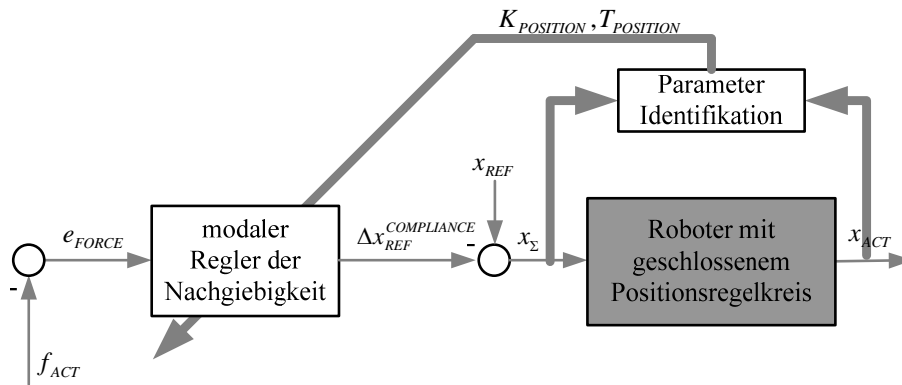 K_POSITION , T_POSITION
Parameter
Identifikation
x_REF
modaler
Regler der
Nachgiebigkeit
e_FORCE
Δx_REF^COMPLIANCE
-
x_Σ
Roboter mit
geschlossenem
Positionsregelkreis
x_ACT
-
f_ACT